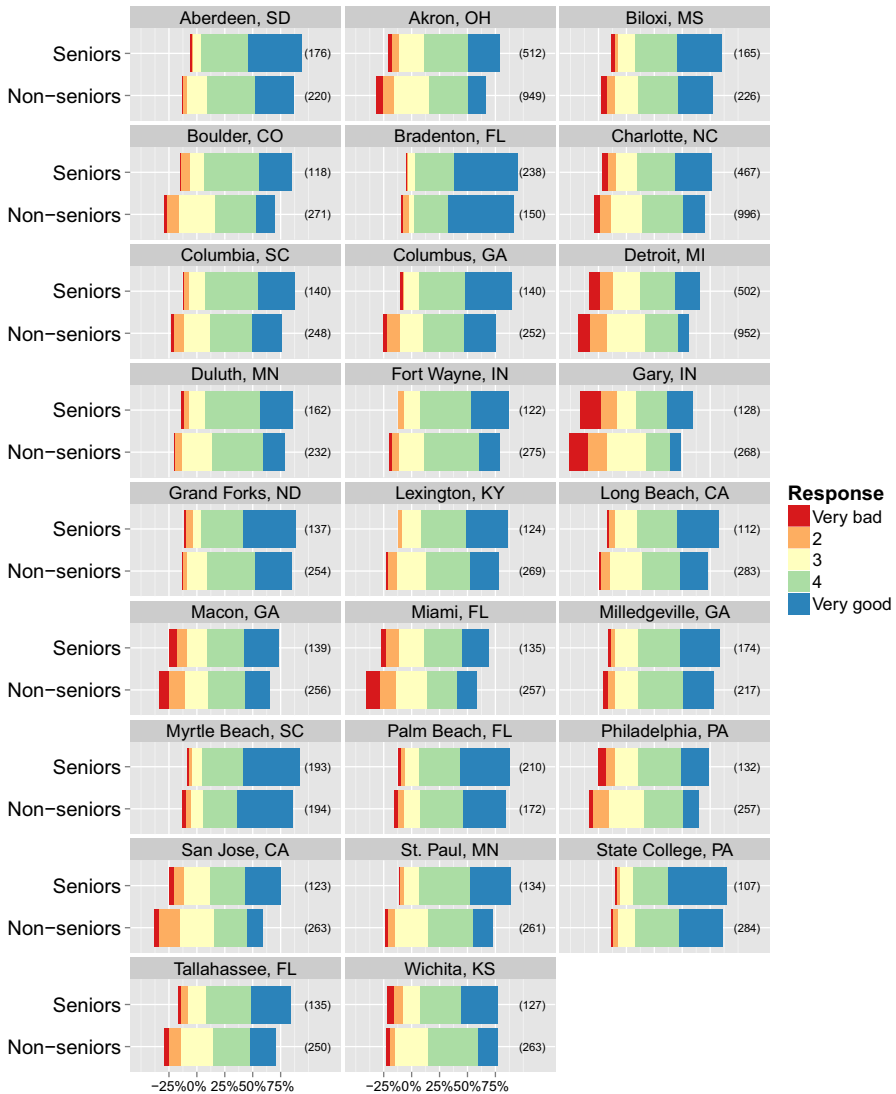 Aberdeen, SD Akron, OH Biloxi, MS
Seniors (176) (512) (165)
Non−seniors (220) (949) (226)
Boulder, CO Bradenton, FL Charlotte, NC
Seniors (118) (238) (467)
Non−seniors (271) (150) (996)
Columbia, SC Columbus, GA Detroit, MI
Seniors (140) (140) (502)
Non−seniors (248) (252) (952)
Duluth, MN Fort Wayne, IN Gary, IN
Seniors (162) (122) (128)
Non−seniors (232) (275) (268)
Grand Forks, ND Lexington, KY Long Beach, CA
Seniors (137) (124) (112)
Non−seniors (254) (269) (283)
Macon, GA Miami, FL Milledgeville, GA
Seniors (139) (135) (174)
Non−seniors (256) (257) (217)
Myrtle Beach, SC Palm Beach, FL Philadelphia, PA
Seniors (193) (210) (132)
Non−seniors (194) (172) (257)
San Jose, CA St. Paul, MN State College, PA
Seniors (123) (134) (107)
Non−seniors (263) (261) (284)
Tallahassee, FL Wichita, KS
Seniors (135) (127)
Non−seniors (250) (263)
−25%0% 25%50%75% −25%0% 25%50%75% −25%0% 25%50%75%
Response
Very bad
2
3
4
Very good